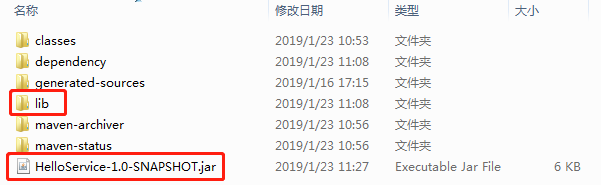 名称 修改日期 类型 大小
classes 2019/1/23 10:53 文件夹
dependency 2019/1/23 11:08 文件夹
generated-sources 2019/1/16 17:15 文件夹
lib 2019/1/23 11:08 文件夹
maven-archiver 2019/1/23 10:56 文件夹
maven-status 2019/1/23 10:56 文件夹
HelloService-1.0-SNAPSHOT.jar 2019/1/23 11:27 Executable Jar File 6 KB